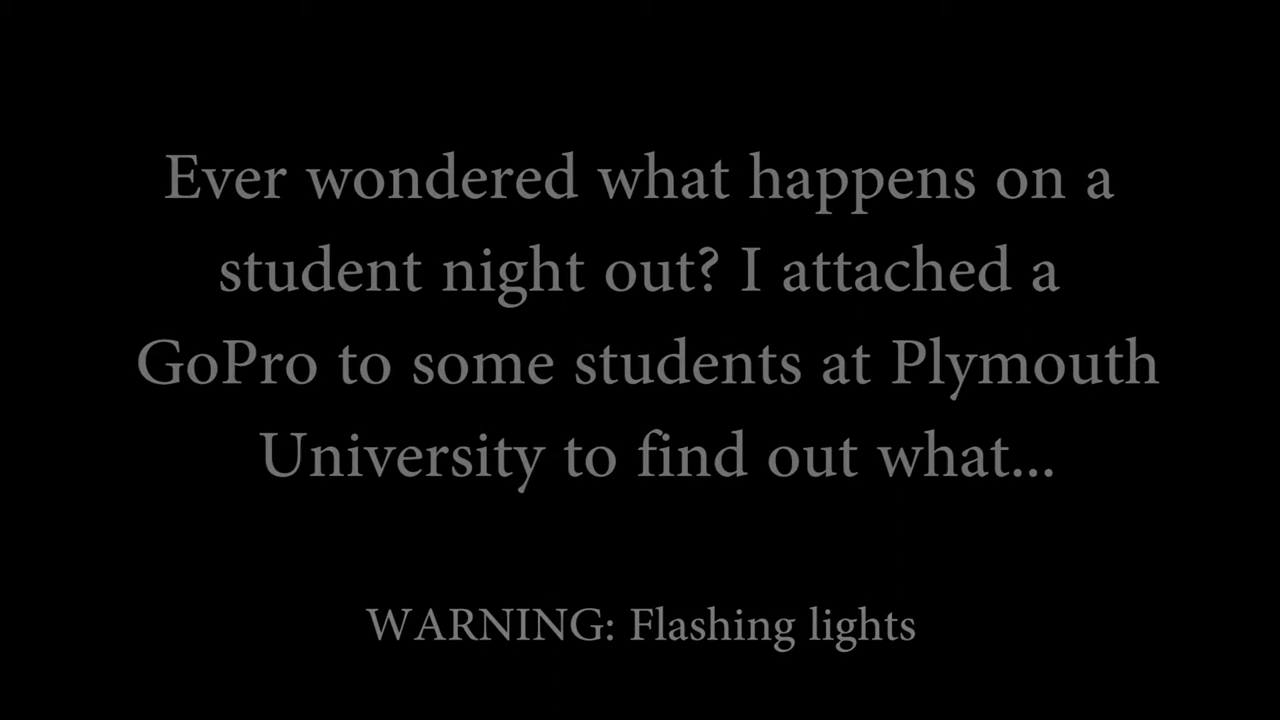 Ever wondered what happens on a
student night out? I attached a
GoPro to some students at Plymouth
University to find out what...
WARNING: Flashing lights